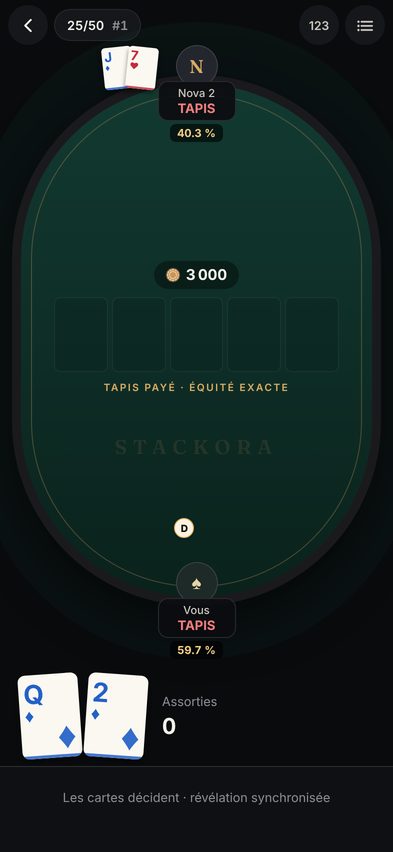 25/50 #1
123
J
7
N
Nova 2
TAPIS
40.3 %
3 000
TAPIS PAYÉ · ÉQUITÉ EXACTE
STACKORA
D
Vous
TAPIS
59.7 %
Q
2
Assorties
0
Les cartes décident · révélation synchronisée